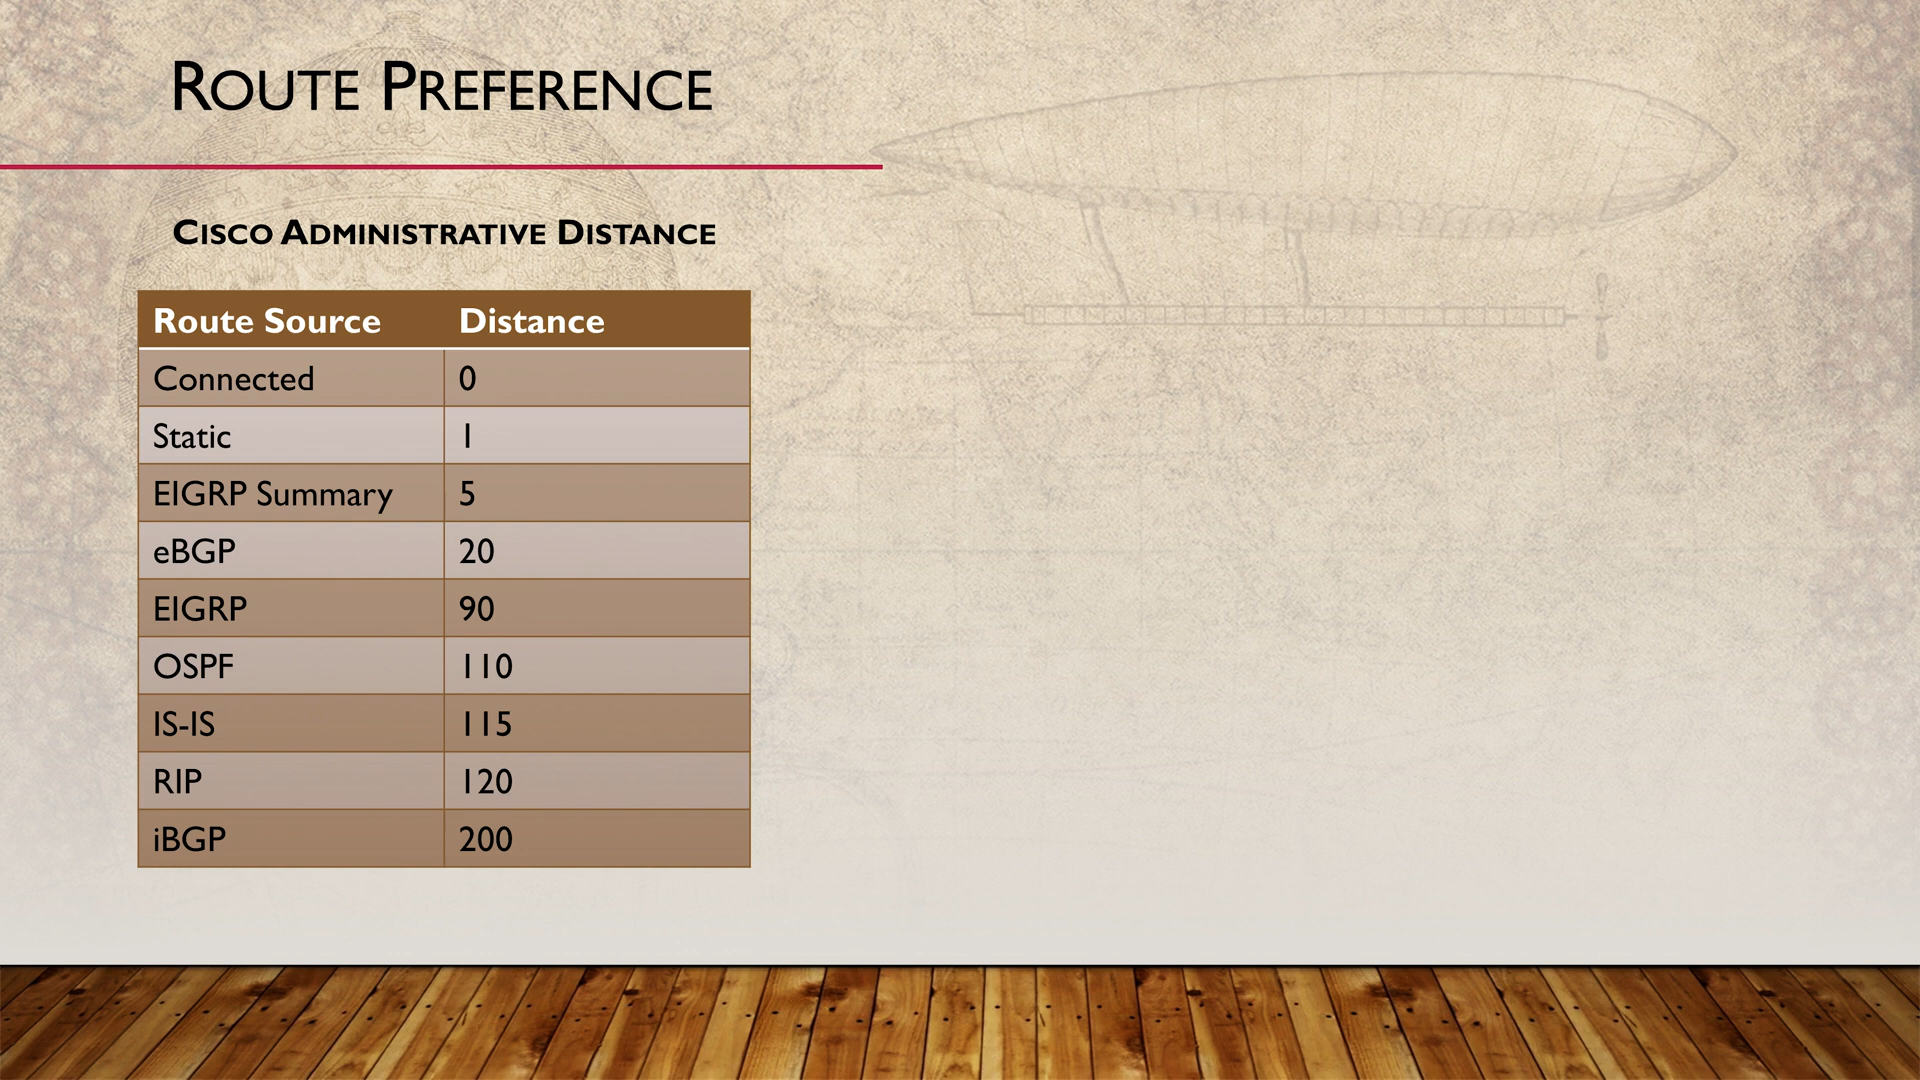 Route Preference
Cisco Administrative Distance
Route Source Distance
Connected 0
Static 1
EIGRP Summary 5
eBGP 20
EIGRP 90
OSPF 110
IS-IS 115
RIP 120
iBGP 200